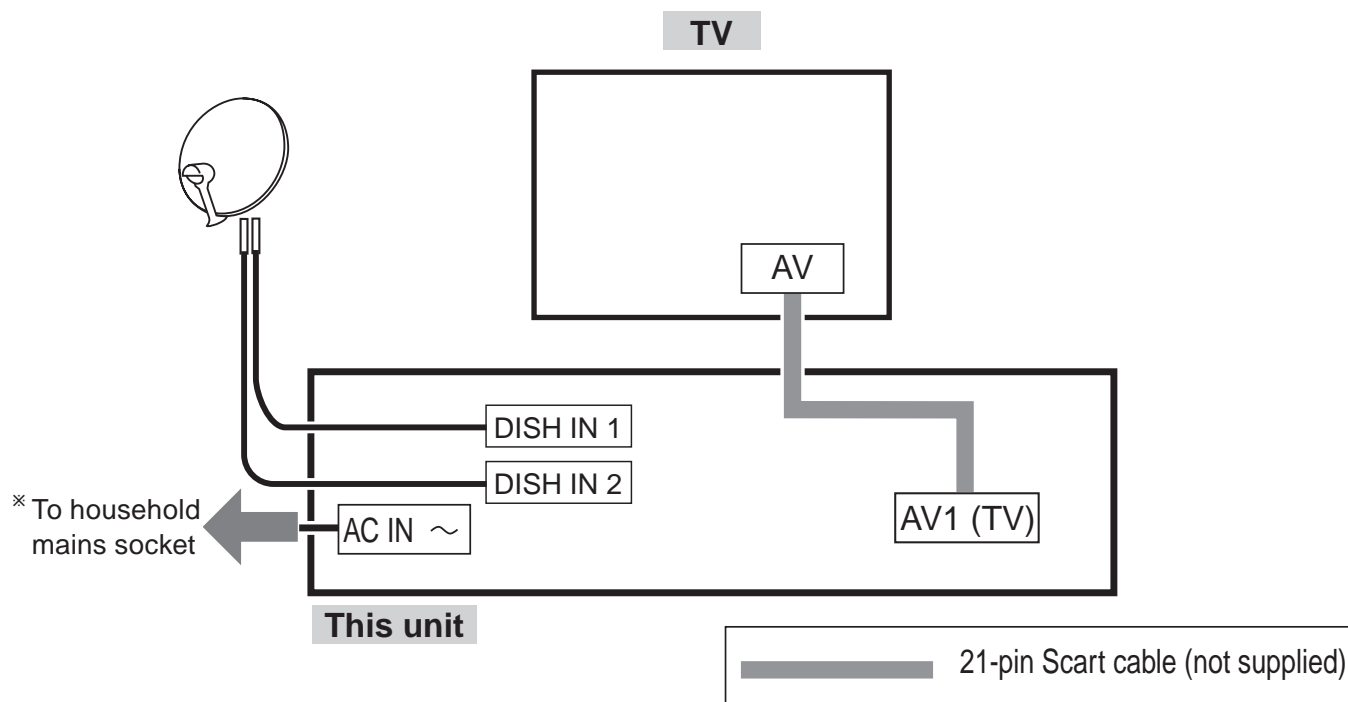 TV
AV
DISH IN 1
DISH IN 2
※ To household
mains socket
AC IN ～
AV1 (TV)
This unit
21-pin Scart cable (not supplied)